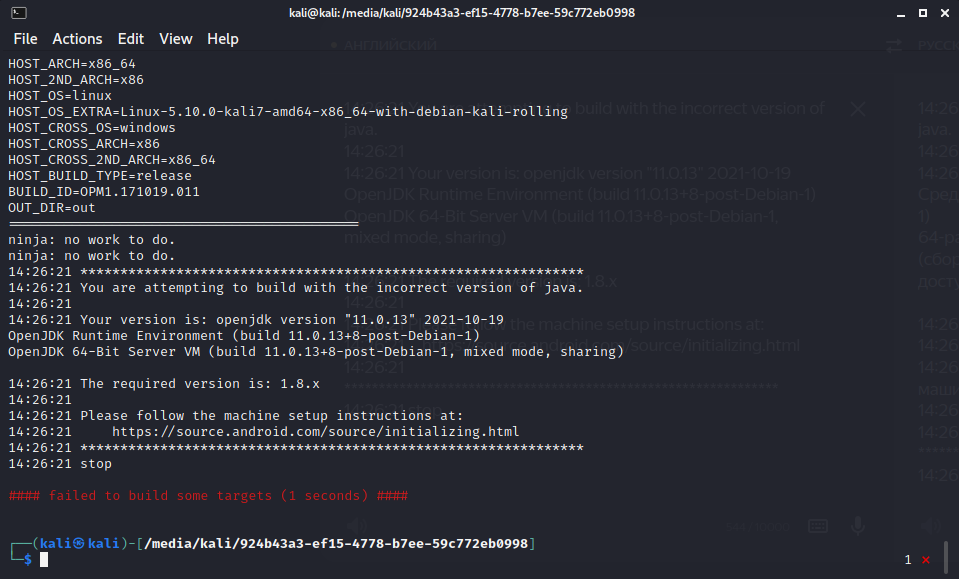 kali@kali: /media/kali/924b43a3-ef15-4778-b7ee-59c772eb0998
File Actions Edit View Help
HOST_ARCH=x86_64
HOST_2ND_ARCH=x86
HOST_OS=linux
HOST_OS_EXTRA=Linux-5.10.0-kali7-amd64-x86_64-with-debian-kali-rolling
HOST_CROSS_OS=windows
HOST_CROSS_ARCH=x86
HOST_CROSS_2ND_ARCH=x86_64
HOST_BUILD_TYPE=release
BUILD_ID=OPM1.171019.011
OUT_DIR=out
============================================
ninja: no work to do.
ninja: no work to do.
14:26:21 ***************************************************************
14:26:21 You are attempting to build with the incorrect version of java.
14:26:21
14:26:21 Your version is: openjdk version "11.0.13" 2021-10-19
OpenJDK Runtime Environment (build 11.0.13+8-post-Debian-1)
OpenJDK 64-Bit Server VM (build 11.0.13+8-post-Debian-1, mixed mode, sharing)
14:26:21 The required version is: 1.8.x
14:26:21
14:26:21 Please follow the machine setup instructions at:
14:26:21     https://source.android.com/source/initializing.html
14:26:21 ***************************************************************
14:26:21 stop
#### failed to build some targets (1 seconds) ####
┌──(kali㉿kali)-[/media/kali/924b43a3-ef15-4778-b7ee-59c772eb0998]
└─$
1 ⨯